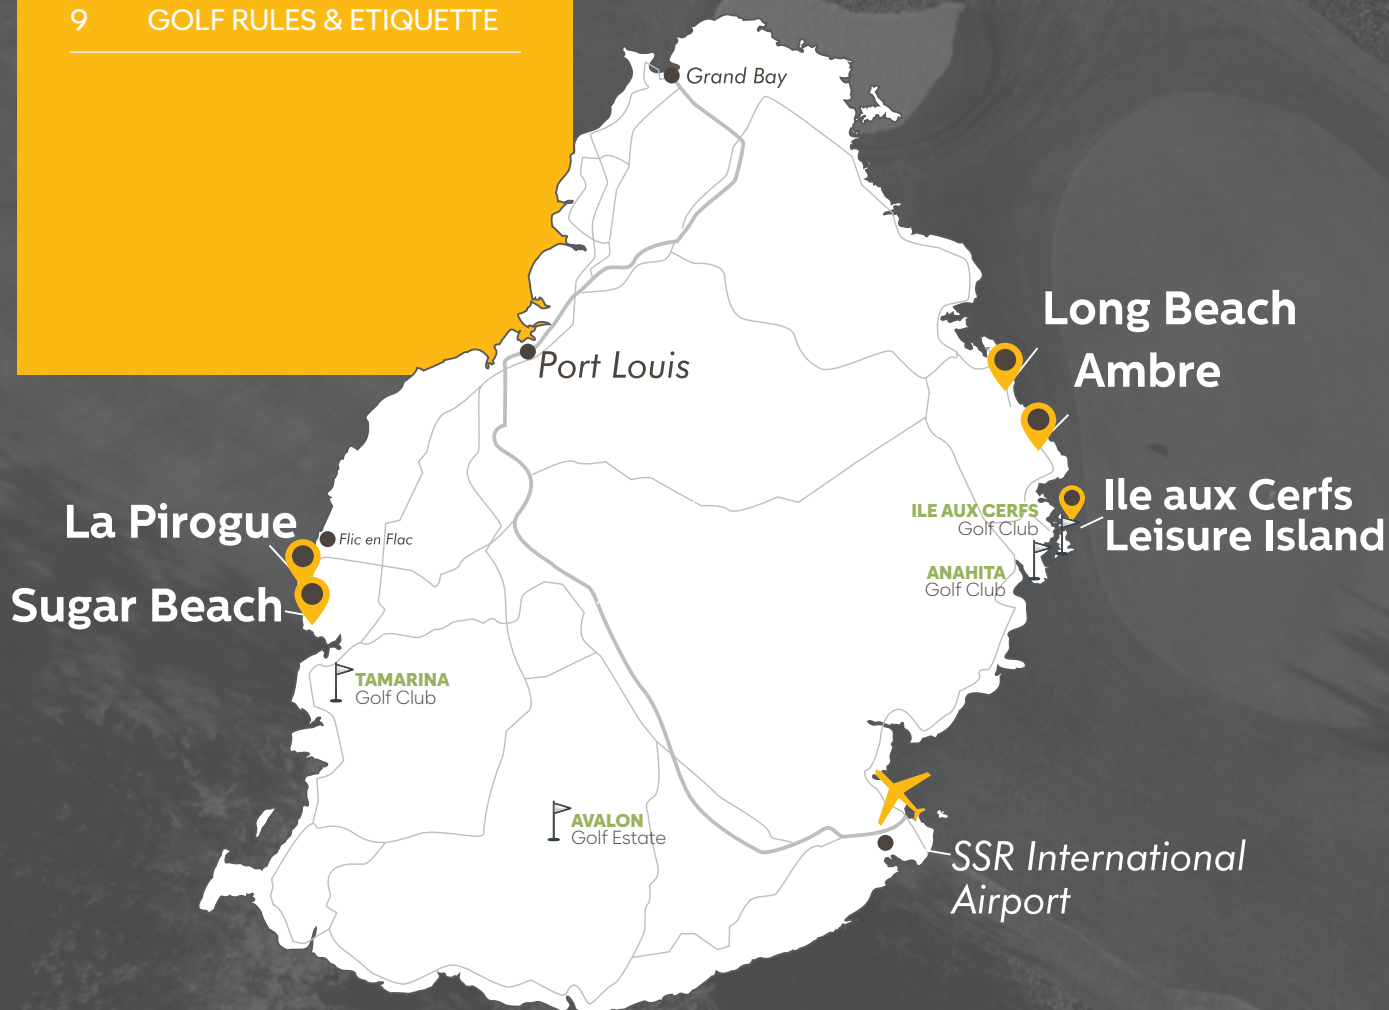 9 GOLF RULES & ETIQUETTE
Grand Bay
Long Beach
Ambre
Port Louis
Ile aux Cerfs
Leisure Island
ILE AUX CERFS
Golf Club
La Pirogue
Flic en Flac
ANAHITA
Golf Club
Sugar Beach
TAMARINA
Golf Club
AVALON
Golf Estate
SSR International
Airport